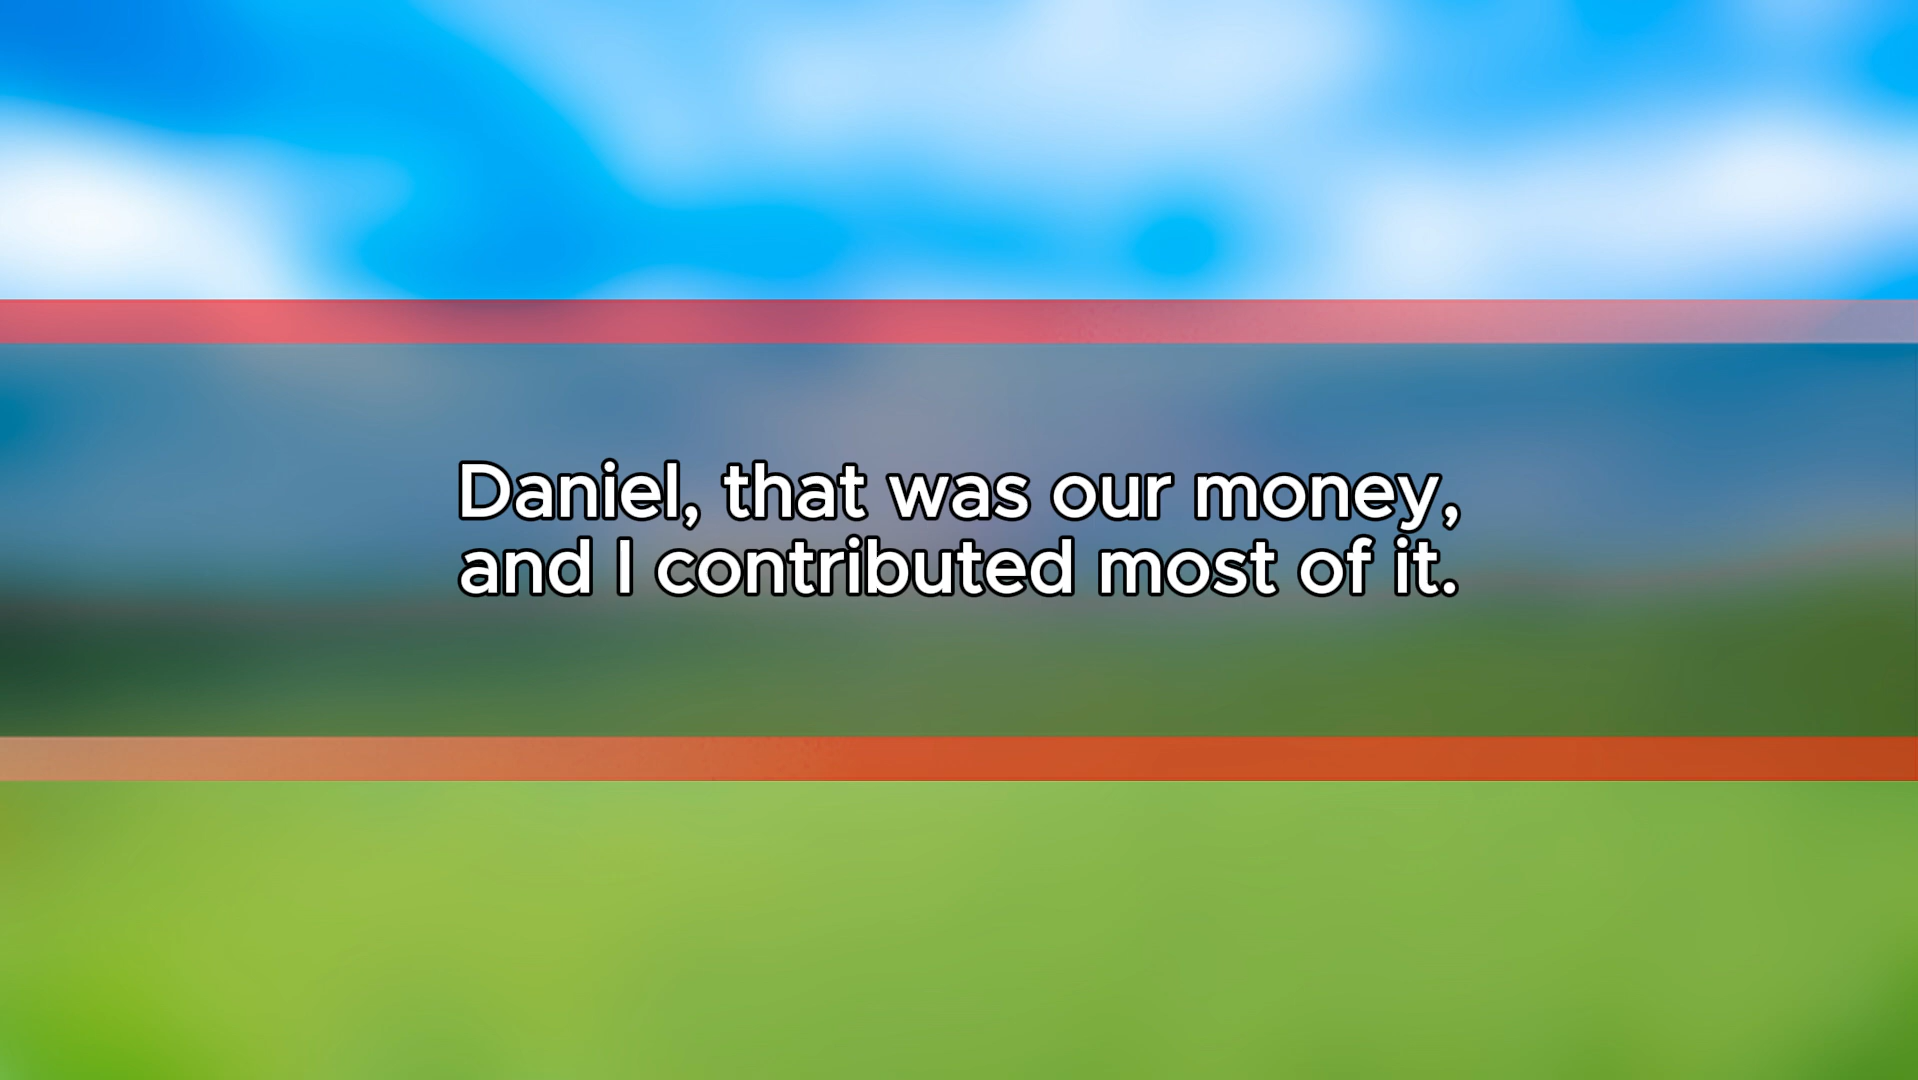 Daniel, that was our money,
and I contributed most of it.